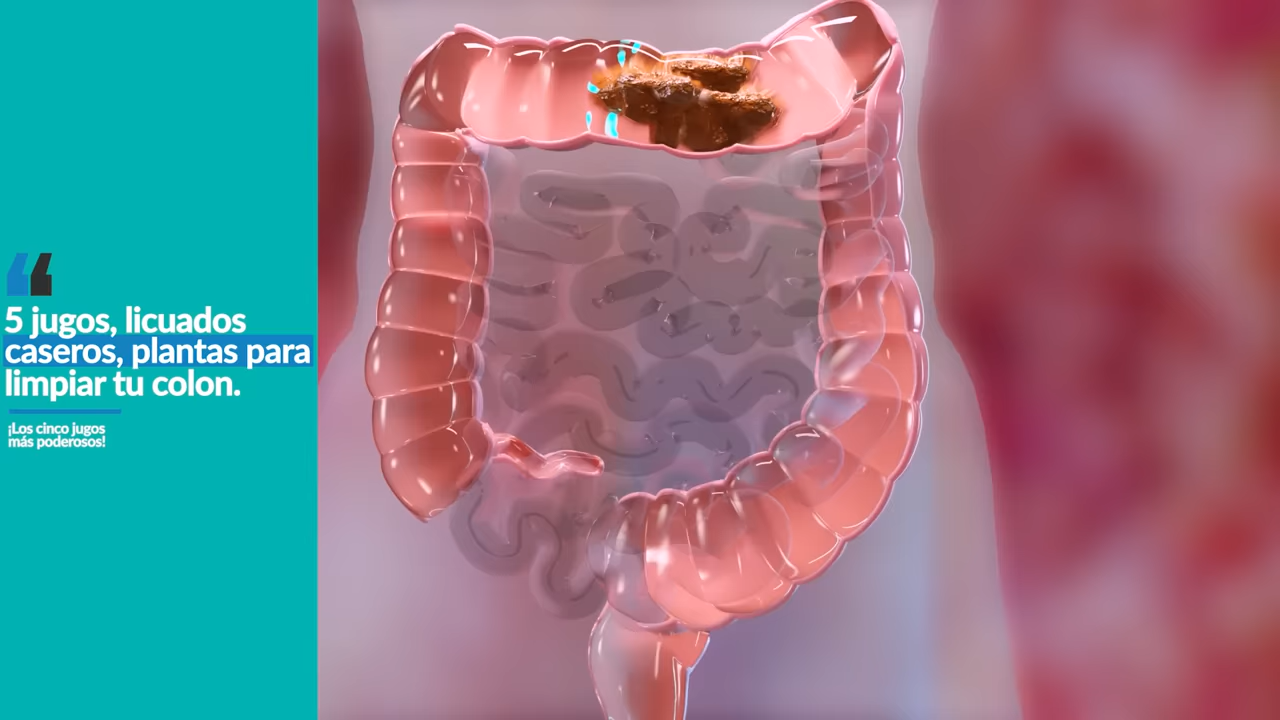 5 jugos, licuados
caseros, plantas para
limpiar tu colon.
¡Los cinco jugos
más poderosos!